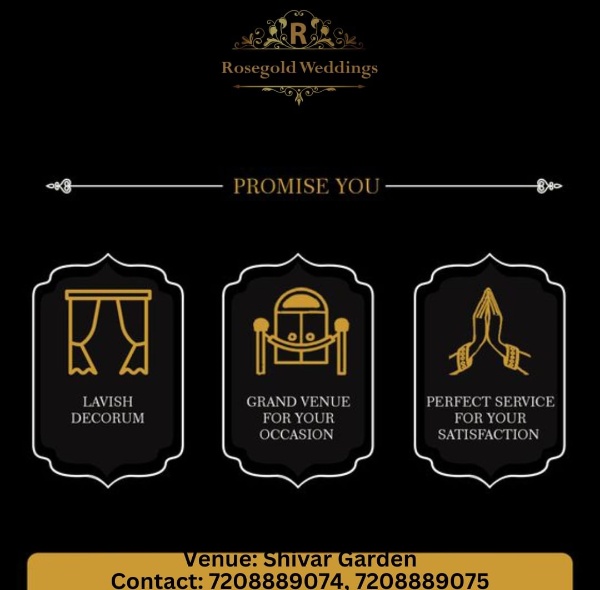 R
Rosegold Weddings
PROMISE YOU
LAVISH
DECORUM
GRAND VENUE
FOR YOUR
OCCASION
PERFECT SERVICE
FOR YOUR
SATISFACTION
Venue: Shivar Garden
Contact: 7208889074, 7208889075